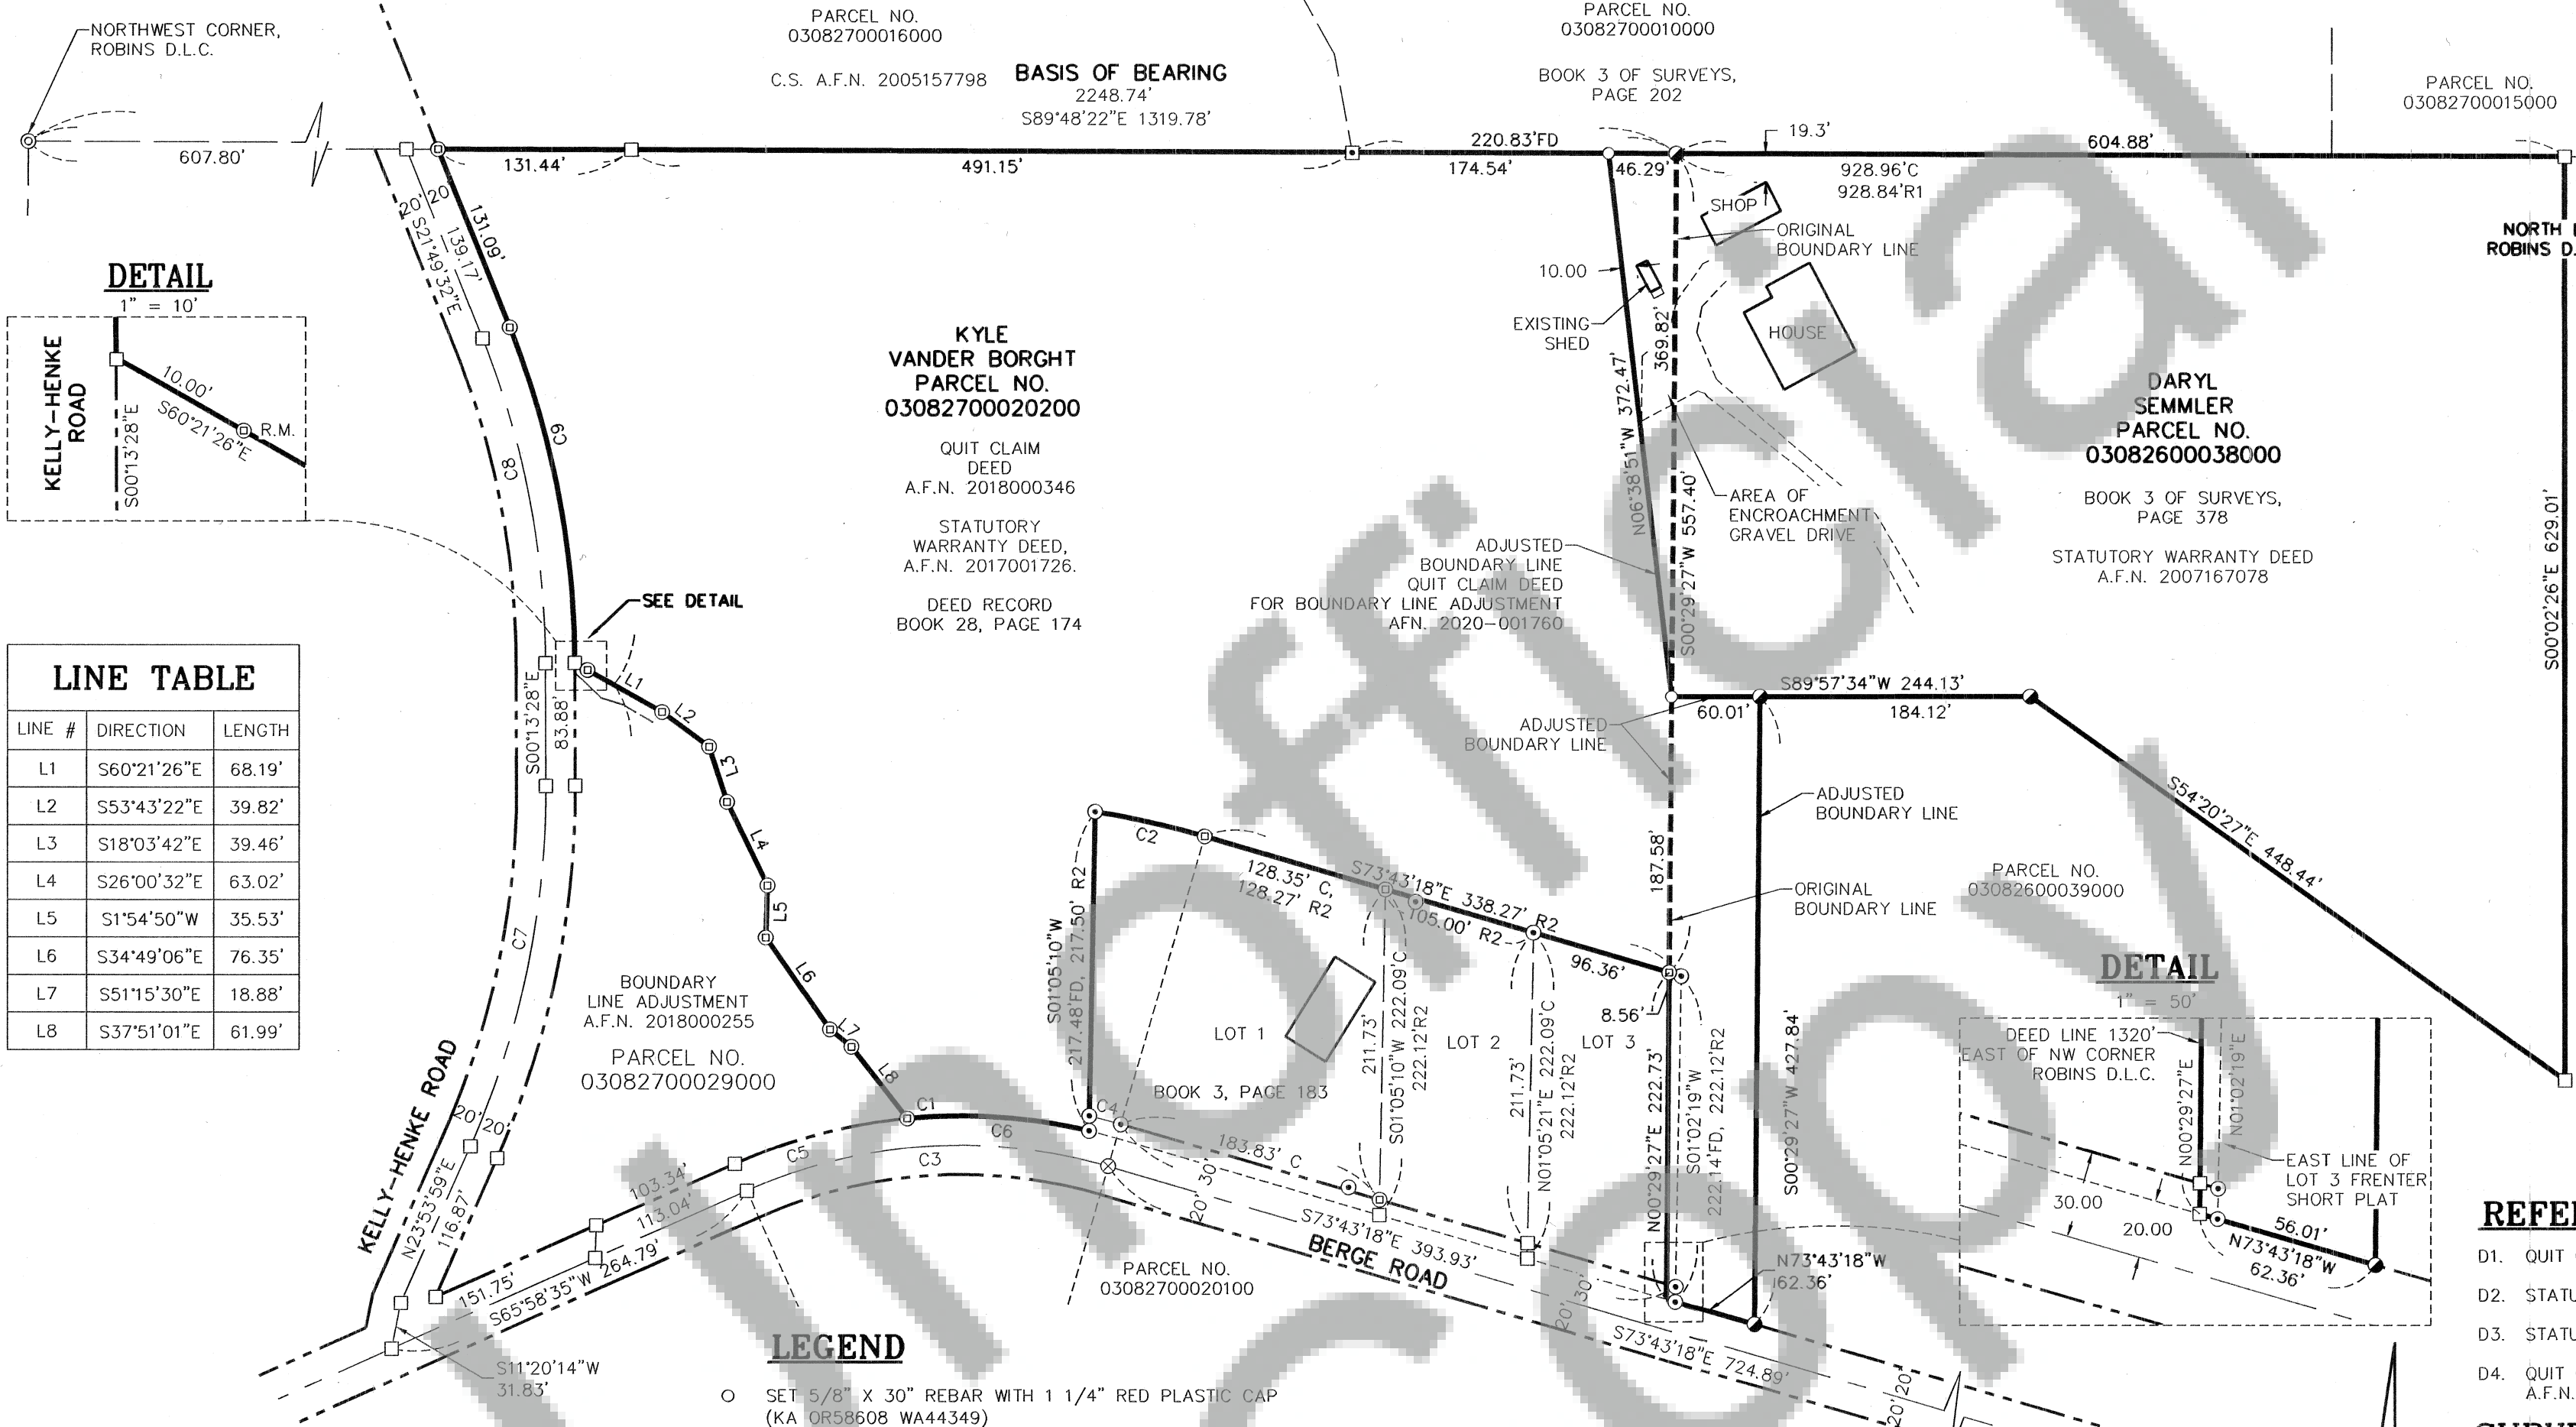 NORTHWEST CORNER,
ROBINS D.L.C.
607.80'
PARCEL NO.
03082700016000
C.S. A.F.N. 2005157798
BASIS OF BEARING
2248.74'
S89°48'22"E 1319.78'
PARCEL NO.
03082700010000
BOOK 3 OF SURVEYS,
PAGE 202
PARCEL NO.
03082700015000
131.44'
491.15'
220.83'FD
174.54'
46.29'
19.3'
604.88'
928.96'C
928.84'R1
NORTH
ROBINS D.
20' 20'
S21°49'32"E
139.17'
131.09'
DETAIL
1" = 10'
KELLY-HENKE
ROAD
S00°13'28"E
10.00'
S60°21'26"E
R.M.
C8
C9
KYLE
VANDER BORGHT
PARCEL NO.
03082700020200
QUIT CLAIM
DEED
A.F.N. 2018000346
STATUTORY
WARRANTY DEED,
A.F.N. 2017001726.
DEED RECORD
BOOK 28, PAGE 174
SHOP
ORIGINAL
BOUNDARY LINE
10.00
EXISTING
SHED
HOUSE
369.82'
N06°38'51"W 372.47'
S00°29'27"W 557.40'
AREA OF
ENCROACHMENT
GRAVEL DRIVE
ADJUSTED
BOUNDARY LINE
QUIT CLAIM DEED
FOR BOUNDARY LINE ADJUSTMENT
AFN. 2020-001760
DARYL
SEMMLER
PARCEL NO.
03082600038000
BOOK 3 OF SURVEYS,
PAGE 378
STATUTORY WARRANTY DEED
A.F.N. 2007167078
S00°02'26"E 629.01'
SEE DETAIL
LINE TABLE
LINE # DIRECTION LENGTH
L1 S60°21'26"E 68.19'
L2 S53°43'22"E 39.82'
L3 S18°03'42"E 39.46'
L4 S26°00'32"E 63.02'
L5 S1°54'50"W 35.53'
L6 S34°49'06"E 76.35'
L7 S51°15'30"E 18.88'
L8 S37°51'01"E 61.99'
S00°13'28"E
83.88'
L1
L2
L3
L4
L5
L6
L7
L8
C7
S89°57'34"W 244.13'
60.01'
184.12'
ADJUSTED
BOUNDARY LINE
ADJUSTED
BOUNDARY LINE
187.58'
ORIGINAL
BOUNDARY LINE
PARCEL NO.
03082600039000
S54°20'27"E 448.44'
C2
128.35' C,
128.27' R2
S73°43'18"E 338.27' R2
105.00' R2
96.36'
8.56'
S01°05'10"W
217.48'FD, 217.50' R2
LOT 1
LOT 2
LOT 3
BOOK 3, PAGE 183
211.73'
S01°05'10"W 222.09'C
222.12'R2
211.73'
N01°05'21"E 222.09'C
222.12'R2
N00°29'27"E 222.73'
S01°02'19"W
222.14'FD, 222.12'R2
S00°29'27"W 427.84'
BOUNDARY
LINE ADJUSTMENT
A.F.N. 2018000255
PARCEL NO.
03082700029000
C1
C6
C4
C5
C3
183.83' C
20' 30'
S73°43'18"E 393.93'
BERGE ROAD
PARCEL NO.
03082700020100
KELLY-HENKE ROAD
20' 20'
N23°53'59"E
116.87'
103.34'
113.04'
151.75'
S65°58'35"W 264.79'
S11°20'14"W
31.83'
N73°43'18"W
62.36'
20' 30'
S73°43'18"E 724.89'
20' 20'
DETAIL
1" = 50'
DEED LINE 1320'
EAST OF NW CORNER
ROBINS D.L.C.
N00°29'27"E
N01°02'19"E
EAST LINE OF
LOT 3 FRENTER
SHORT PLAT
30.00
20.00
56.01'
N73°43'18"W
62.36'
REFE
D1. QUIT
D2. STATU
D3. STATU
D4. QUIT
A.F.N.
LEGEND
SET 5/8" X 30" REBAR WITH 1 1/4" RED PLASTIC CAP
(KA OR58608 WA44349)
Unofficial
Copy